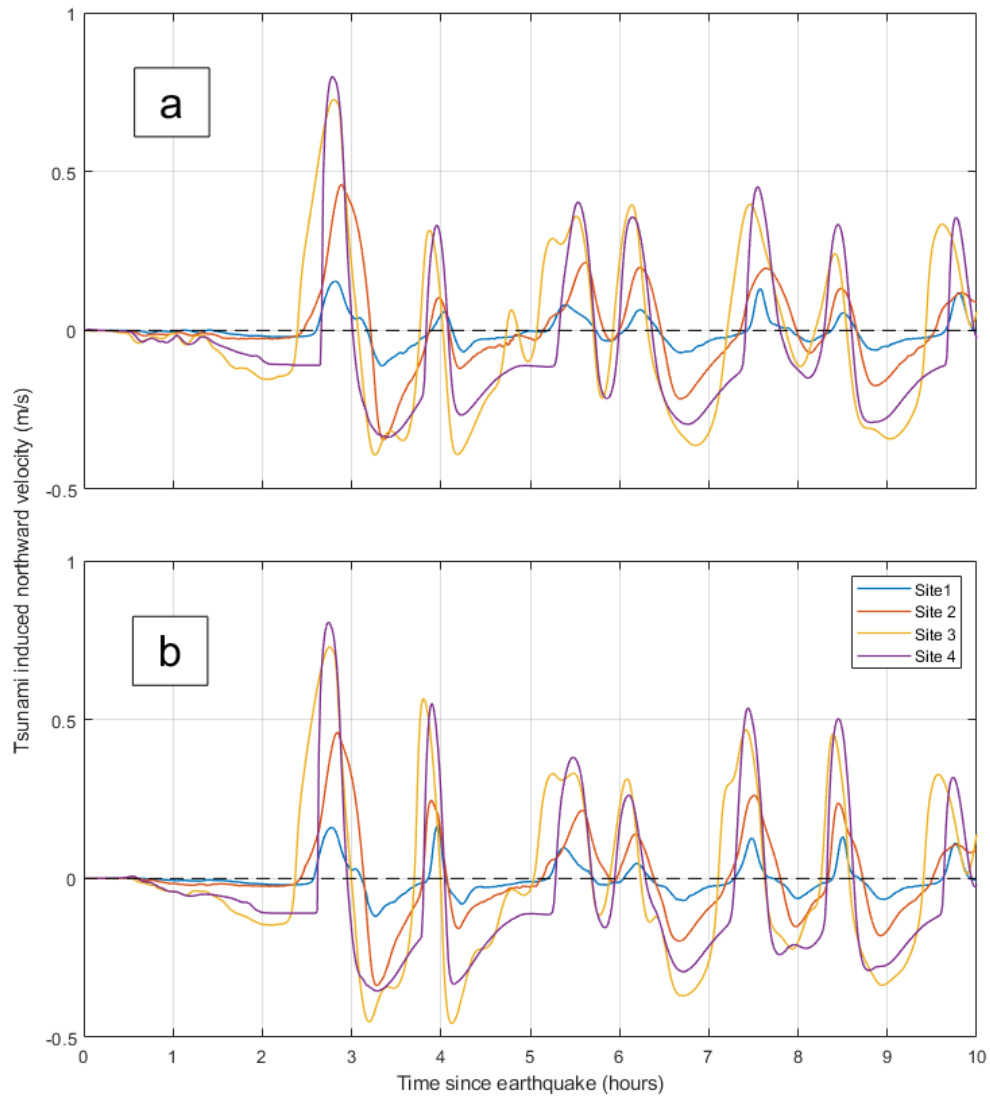 1
a
0.5
0
-0.5
Tsunami induced northward velocity (m/s)
1
b
Site1
Site 2
Site 3
Site 4
0.5
0
-0.5
0 1 2 3 4 5 6 7 8 9 10
Time since earthquake (hours)